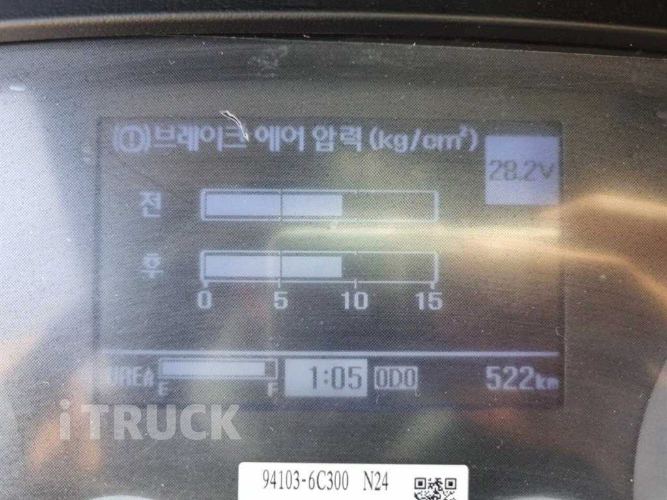 (ⓘ)브레이크 에어 압력 (kg/cm²)
28.2V
전
후
0 5 10 15
UREA E F 1:05 ODO 522km
iTRUCK
94103-6C300 N24